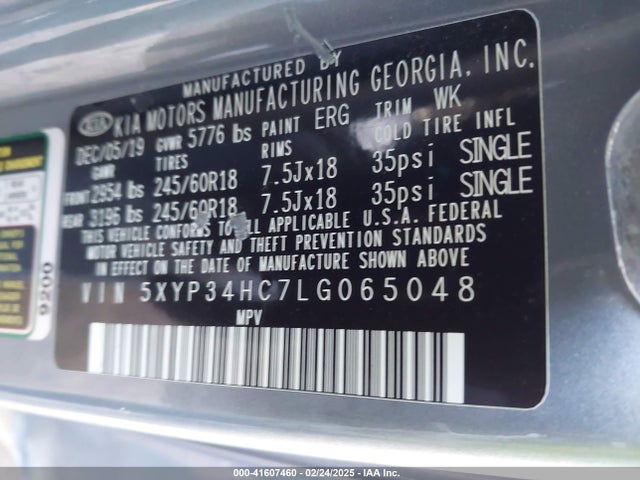 MANUFACTURED BY
KIA KIA MOTORS MANUFACTURING GEORGIA, INC.
DEC/05/19 GVWR 5776 lbs PAINT ERG TRIM WK
GAWR TIRES RIMS COLD TIRE INFL
FRONT 2954 lbs 245/60R18 7.5Jx18 35psi SINGLE
REAR 3196 lbs 245/60R18 7.5Jx18 35psi SINGLE
THIS VEHICLE CONFORMS TO ALL APPLICABLE U.S.A. FEDERAL
MOTOR VEHICLE SAFETY AND THEFT PREVENTION STANDARDS
IN EFFECT ON THE DATE OF MANUFACTURE SHOWN ABOVE
VIN 5XYP34HC7LG065048
MPV
9200
000-41607460 - 02/24/2025 - IAA Inc.